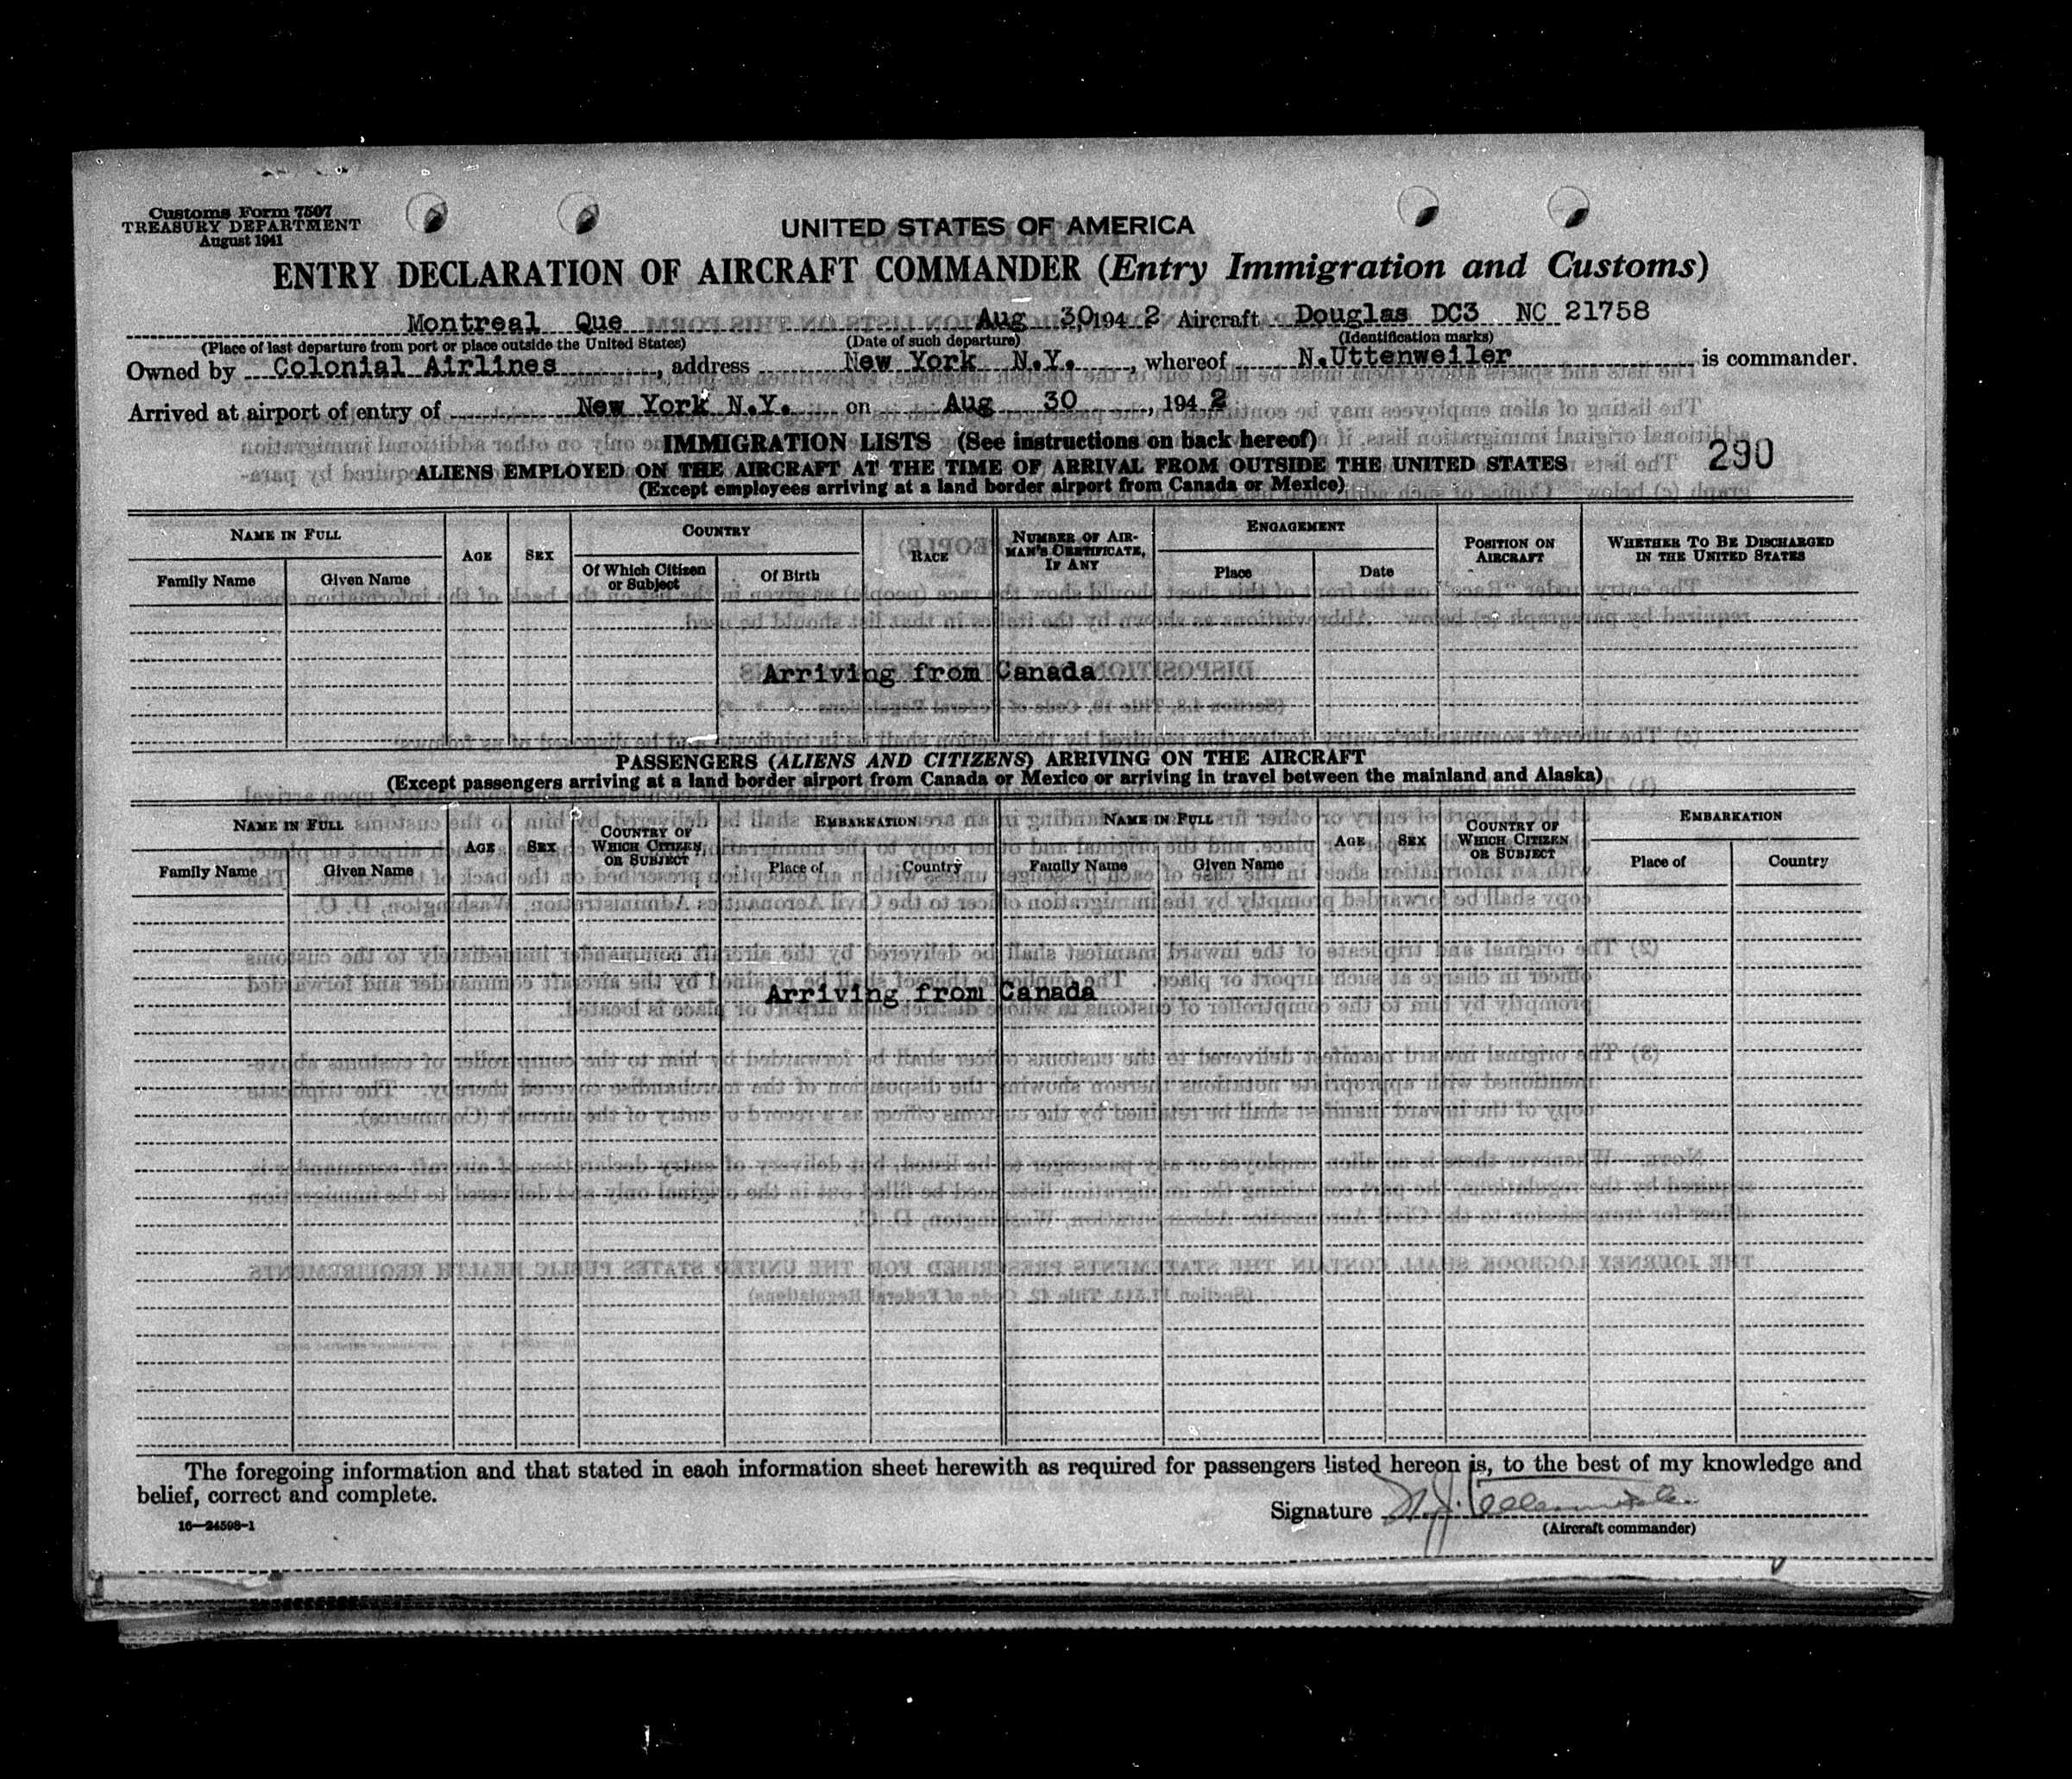 Customs Form 7507
TREASURY DEPARTMENT
August 1941
UNITED STATES OF AMERICA
ENTRY DECLARATION OF AIRCRAFT COMMANDER (Entry Immigration and Customs)
Montreal Que Aug 30, 1942 Aircraft Douglas DC3 NC 21758
(Place of last departure from port or place outside the United States) (Date of such departure) (Identification marks)
Owned by Colonial Airlines, address New York N.Y., whereof N.Uttenweiler is commander.
Arrived at airport of entry of New York N.Y. on Aug 30, 1942
IMMIGRATION LISTS (See instructions on back hereof)
290
ALIENS EMPLOYED ON THE AIRCRAFT AT THE TIME OF ARRIVAL FROM OUTSIDE THE UNITED STATES
(Except employees arriving at a land border airport from Canada or Mexico)
NAME IN FULL AGE SEX COUNTRY RACE NUMBER OF AIR-MAN'S CERTIFICATE, IF ANY ENGAGEMENT POSITION ON AIRCRAFT WHETHER TO BE DISCHARGED IN THE UNITED STATES
Family Name Given Name Of Which Citizen or Subject Of Birth Place Date
Arriving from Canada
PASSENGERS (ALIENS AND CITIZENS) ARRIVING ON THE AIRCRAFT
(Except passengers arriving at a land border airport from Canada or Mexico or arriving in travel between the mainland and Alaska)
NAME IN FULL AGE SEX COUNTRY OF WHICH CITIZEN OR SUBJECT EMBARKATION NAME IN FULL AGE SEX COUNTRY OF WHICH CITIZEN OR SUBJECT EMBARKATION
Family Name Given Name Place of Country Family Name Given Name Place of Country
Arriving from Canada
The foregoing information and that stated in each information sheet herewith as required for passengers listed hereon is, to the best of my knowledge and
belief, correct and complete.
Signature
(Aircraft commander)
16—24598-1